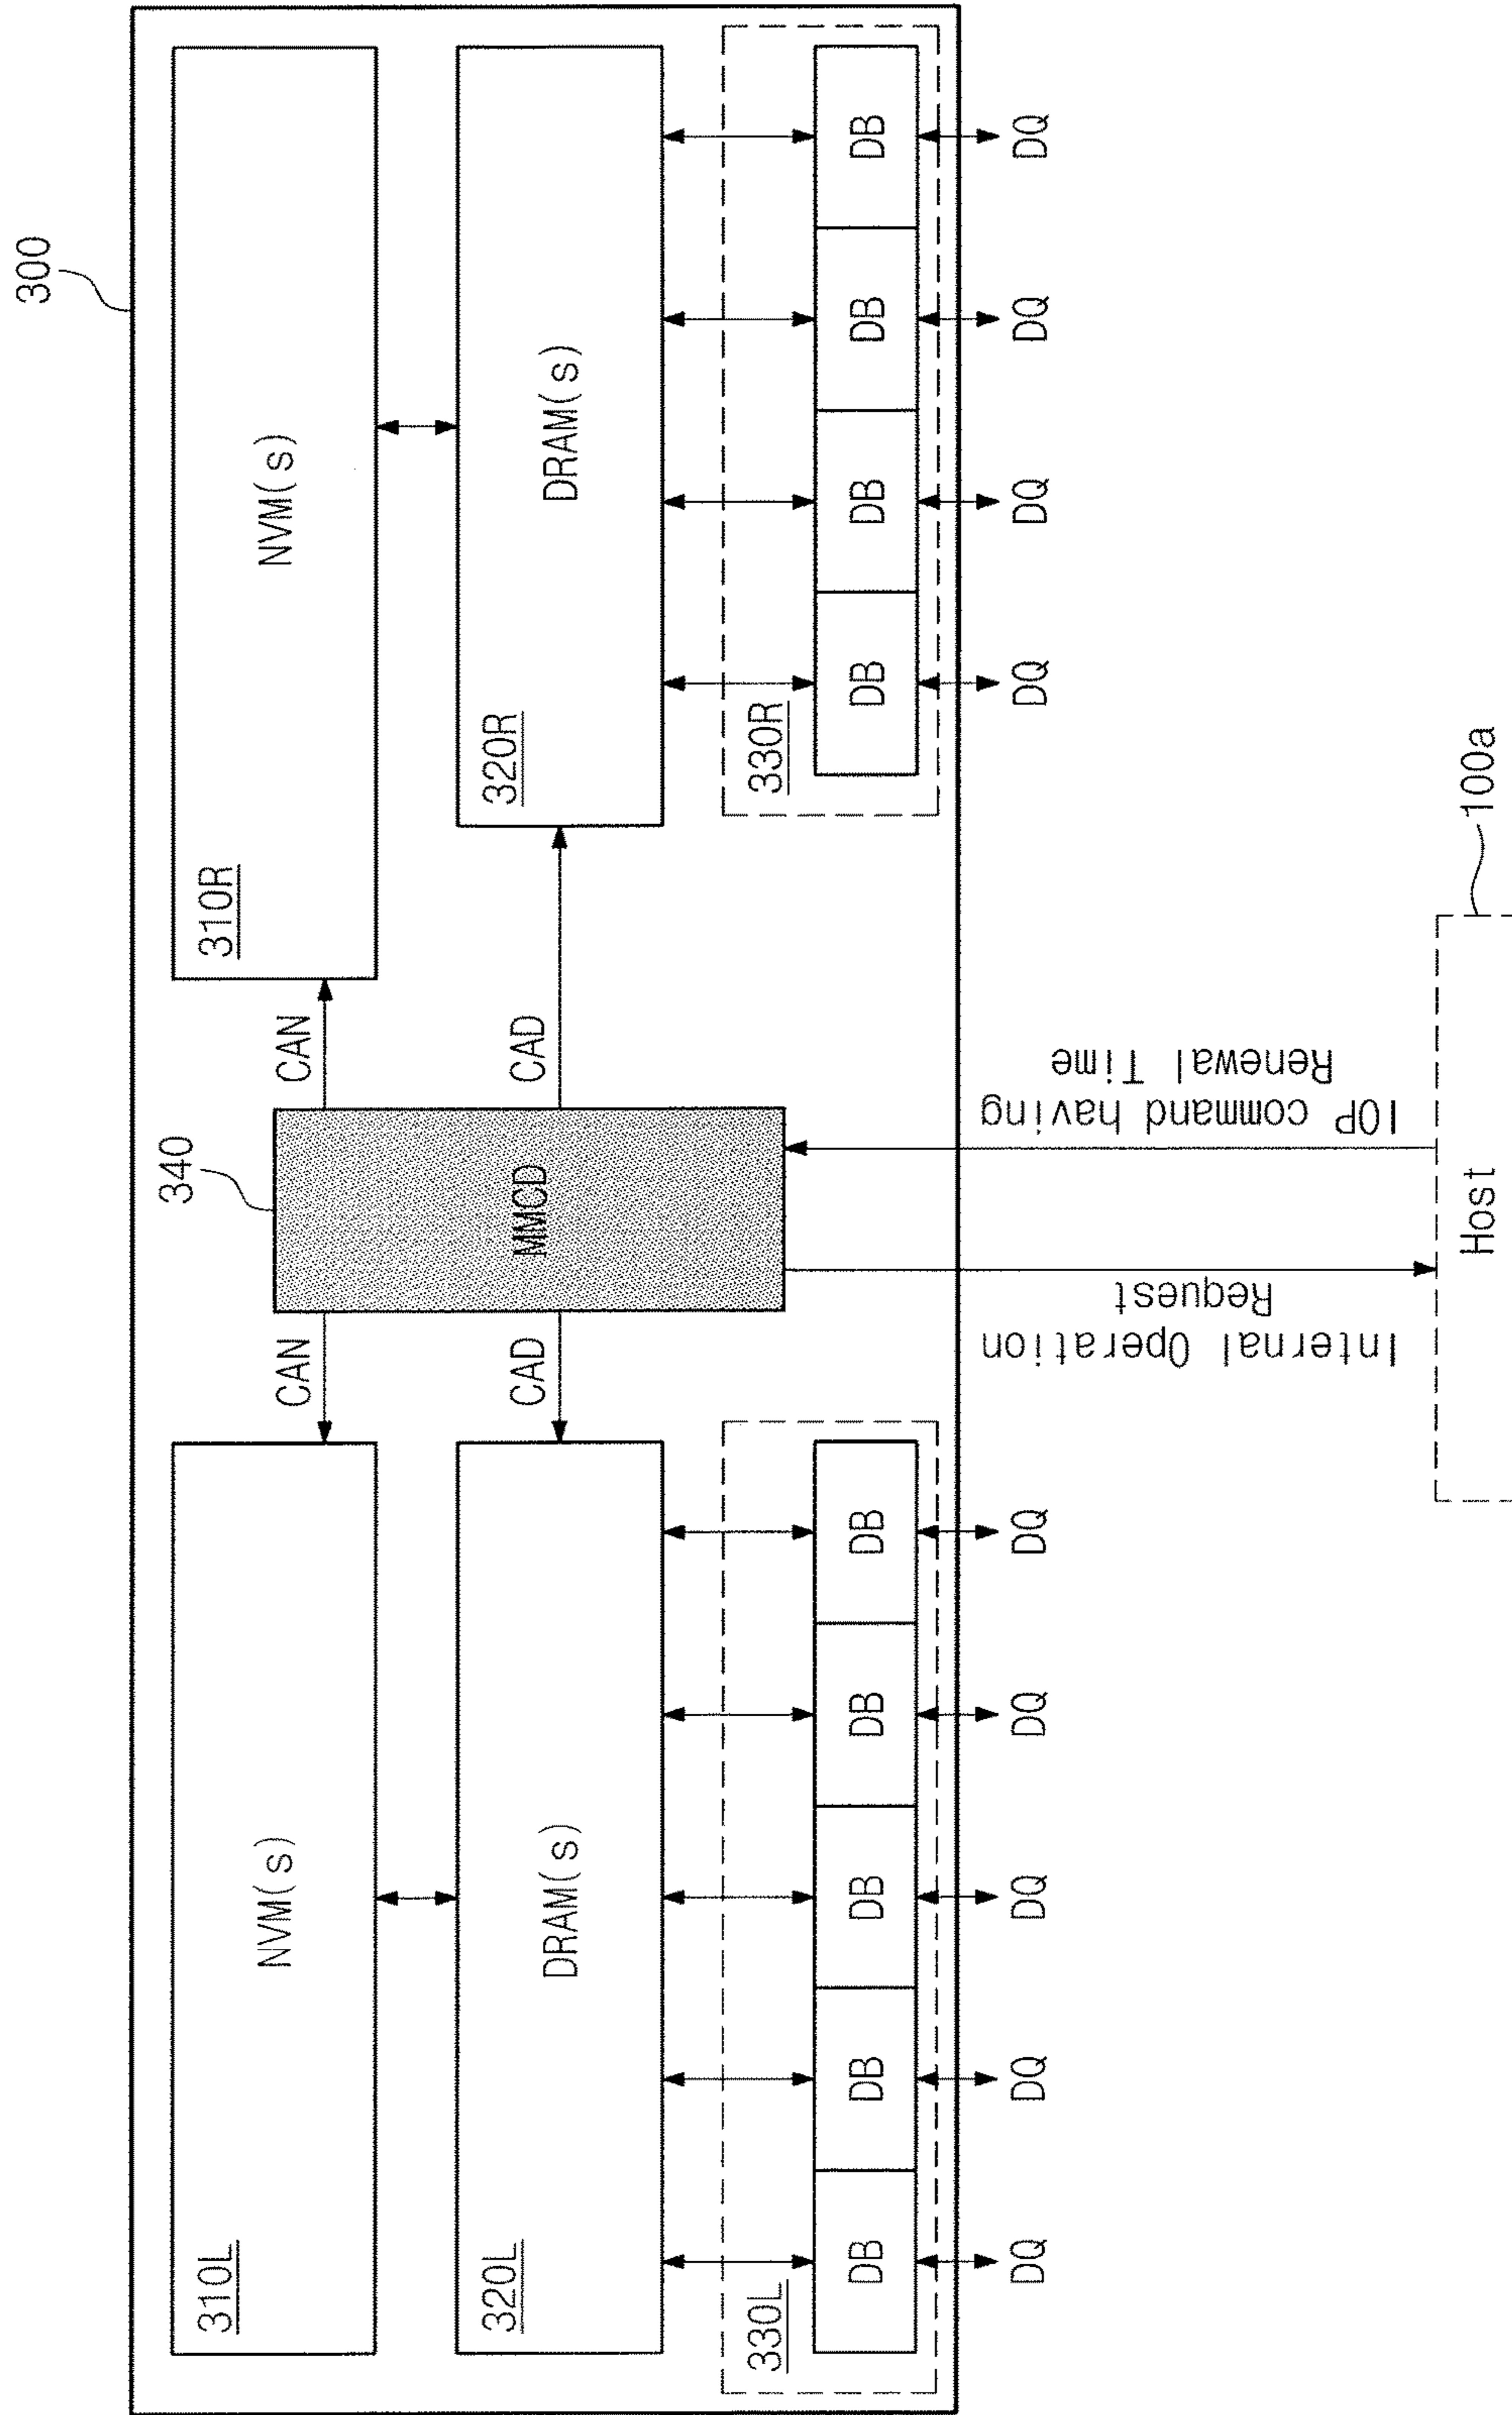 300
340
310L
NVM(s)
CAN
CAN
310R
NVM(s)
320L
DRAM(s)
CAD
MMCD
CAD
320R
DRAM(s)
330L
330R
DB
DB
DB
DB
DB
DB
DB
DB
DB
DQ
DQ
DQ
DQ
DQ
DQ
DQ
DQ
DQ
Internal Operation
Request
IOP command having
Renewal Time
Host
100a